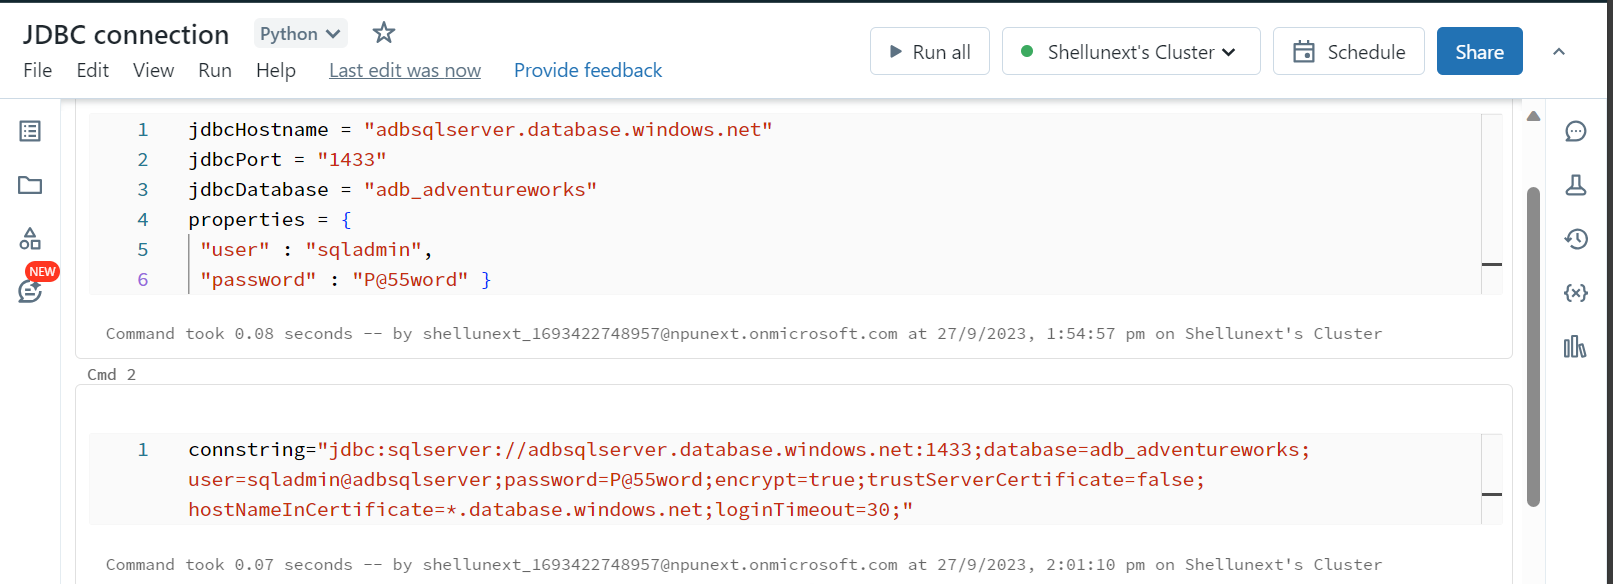 JDBC connection Python
File Edit View Run Help Last edit was now Provide feedback
Run all Shellunext's Cluster Schedule Share
NEW
1 jdbcHostname = "adbsqlserver.database.windows.net"
2 jdbcPort = "1433"
3 jdbcDatabase = "adb_adventureworks"
4 properties = {
5 "user" : "sqladmin",
6 "password" : "P@55word" }
Command took 0.08 seconds -- by shellunext_1693422748957@npunext.onmicrosoft.com at 27/9/2023, 1:54:57 pm on Shellunext's Cluster
Cmd 2
1 connstring="jdbc:sqlserver://adbsqlserver.database.windows.net:1433;database=adb_adventureworks;
user=sqladmin@adbsqlserver;password=P@55word;encrypt=true;trustServerCertificate=false;
hostNameInCertificate=*.database.windows.net;loginTimeout=30;"
Command took 0.07 seconds -- by shellunext_1693422748957@npunext.onmicrosoft.com at 27/9/2023, 2:01:10 pm on Shellunext's Cluster